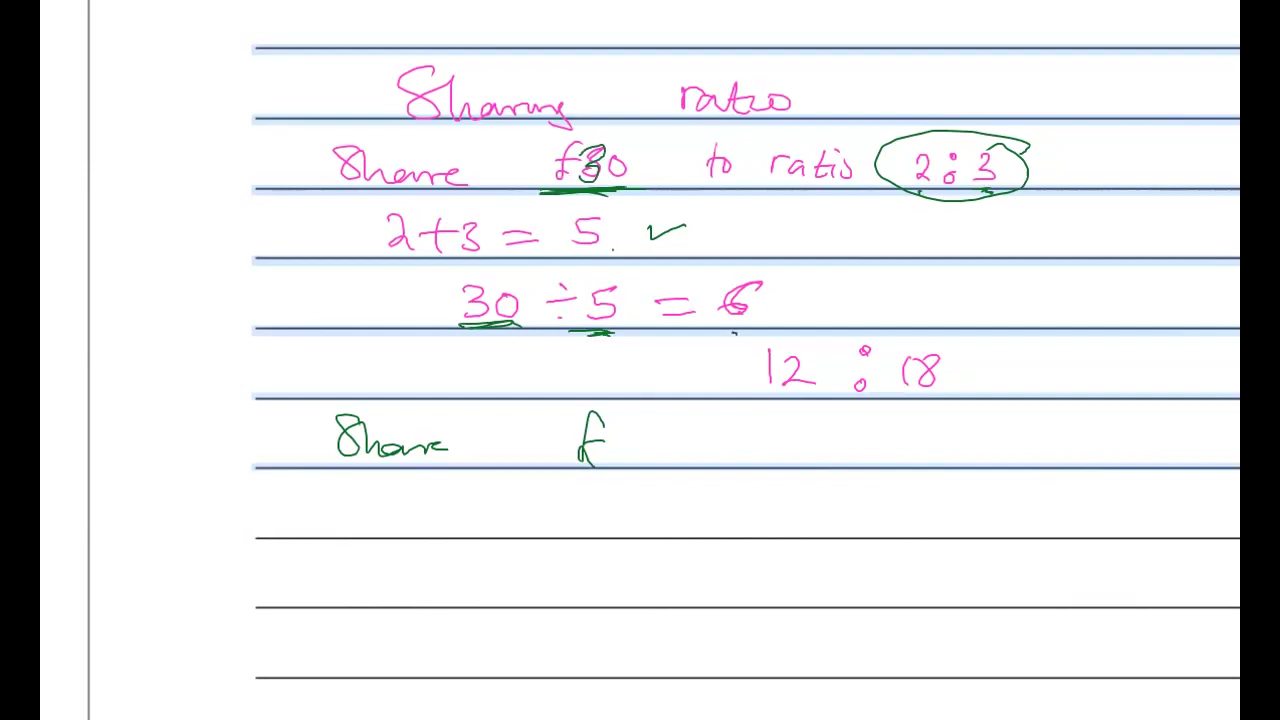 Sharing ratio
Share £30 to ratio 2:3
2+3 = 5. ✓
30 ÷ 5 = 6
12 : 18
Share £